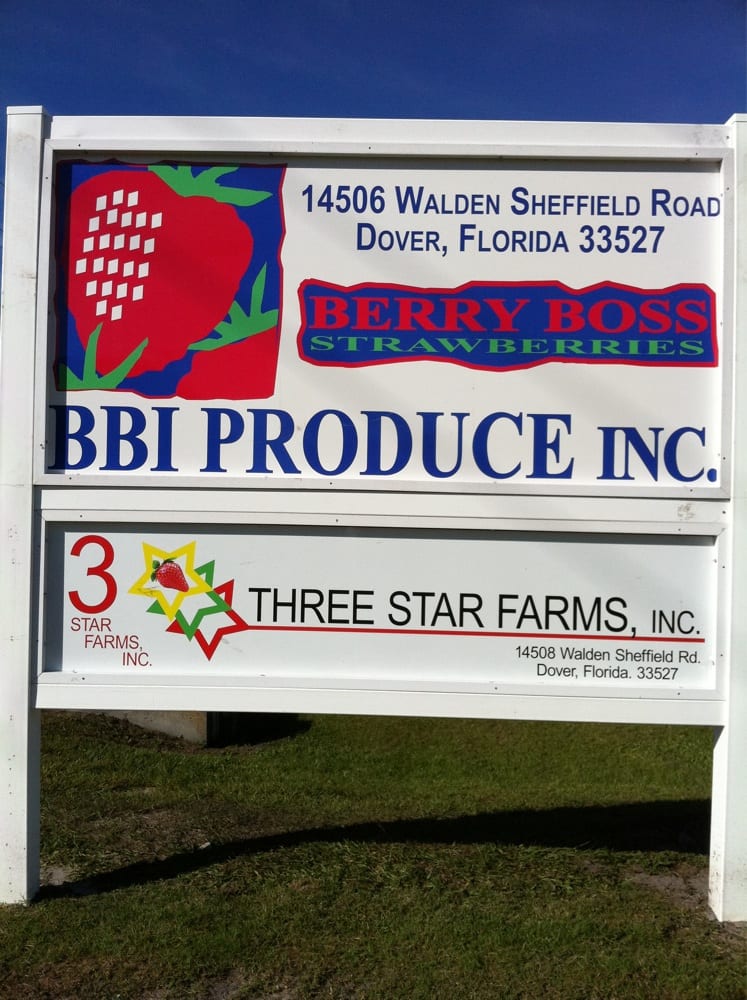 14506 Walden Sheffield Road
Dover, Florida 33527
BERRY BOSS
STRAWBERRIES
BBI PRODUCE INC.
3
STAR
FARMS,
INC.
THREE STAR FARMS, INC.
14508 Walden Sheffield Rd.
Dover, Florida. 33527